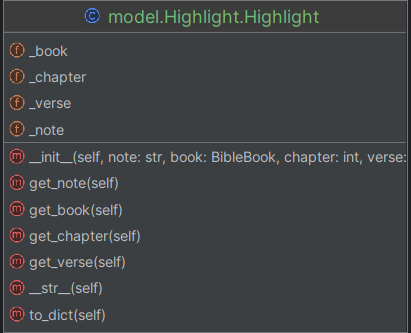 C model.Highlight.Highlight
f _book
f _chapter
f _verse
f _note
m __init__(self, note: str, book: BibleBook, chapter: int, verse:
m get_note(self)
m get_book(self)
m get_chapter(self)
m get_verse(self)
m __str__(self)
m to_dict(self)